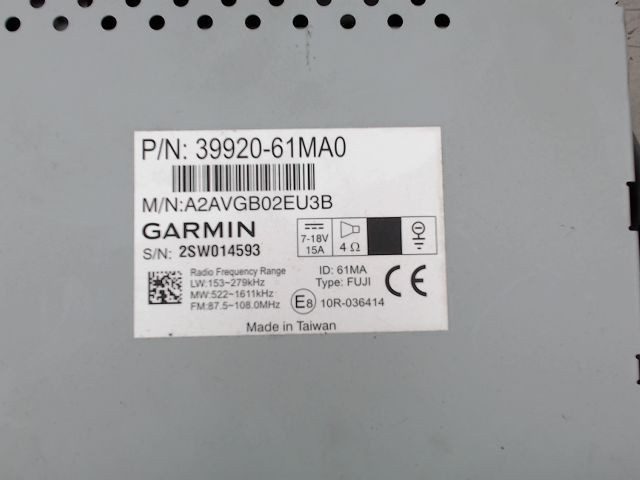 P/N: 39920-61MA0
M/N:A2AVGB02EU3B
GARMIN
S/N: 2SW014593
7-18V
15A
4 Ω
Radio Frequency Range
LW:153~279kHz
MW:522~1611kHz
FM:87.5~108.0MHz
ID: 61MA
Type: FUJI
E8 10R-036414
CE
Made in Taiwan